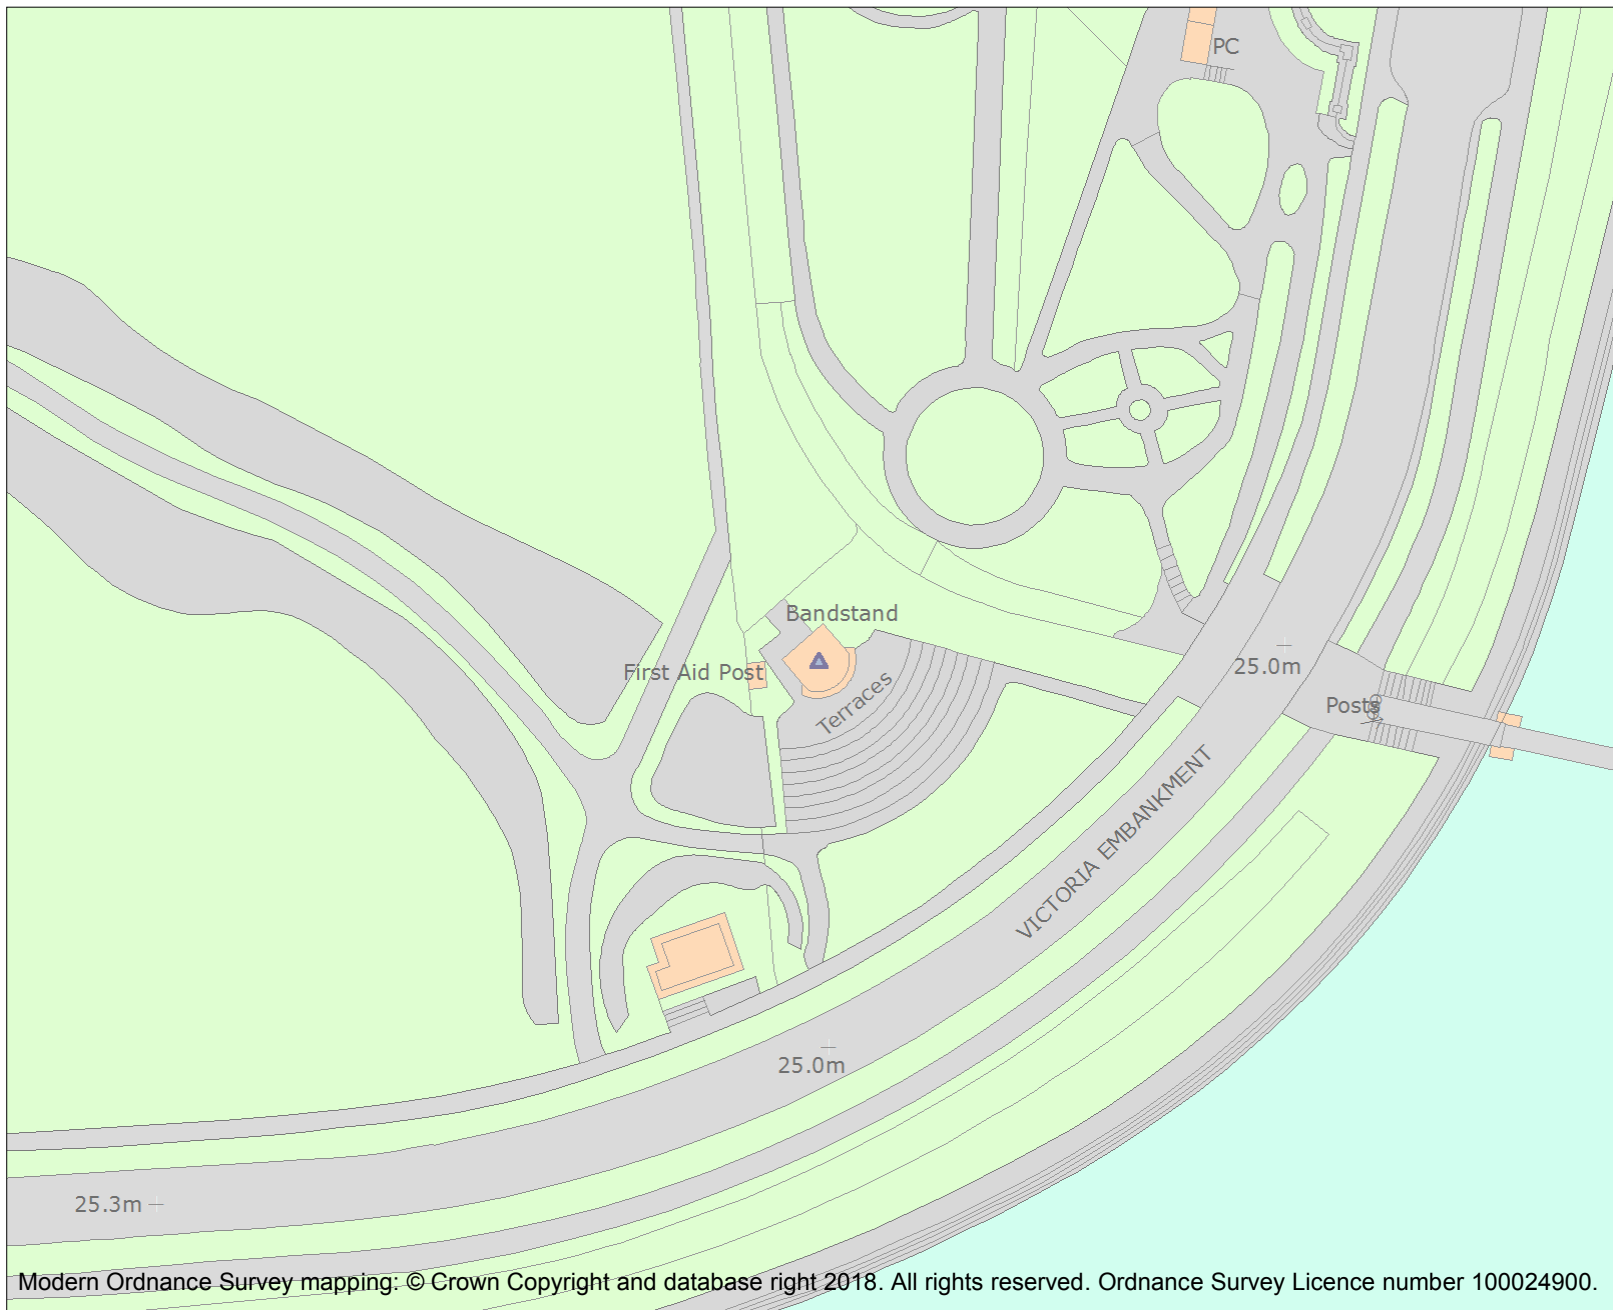 PC
Bandstand
First Aid Post
Terraces
25.0m
Posts
VICTORIA EMBANKMENT
25.0m
25.3m
Modern Ordnance Survey mapping: © Crown Copyright and database right 2018. All rights reserved. Ordnance Survey Licence number 100024900.